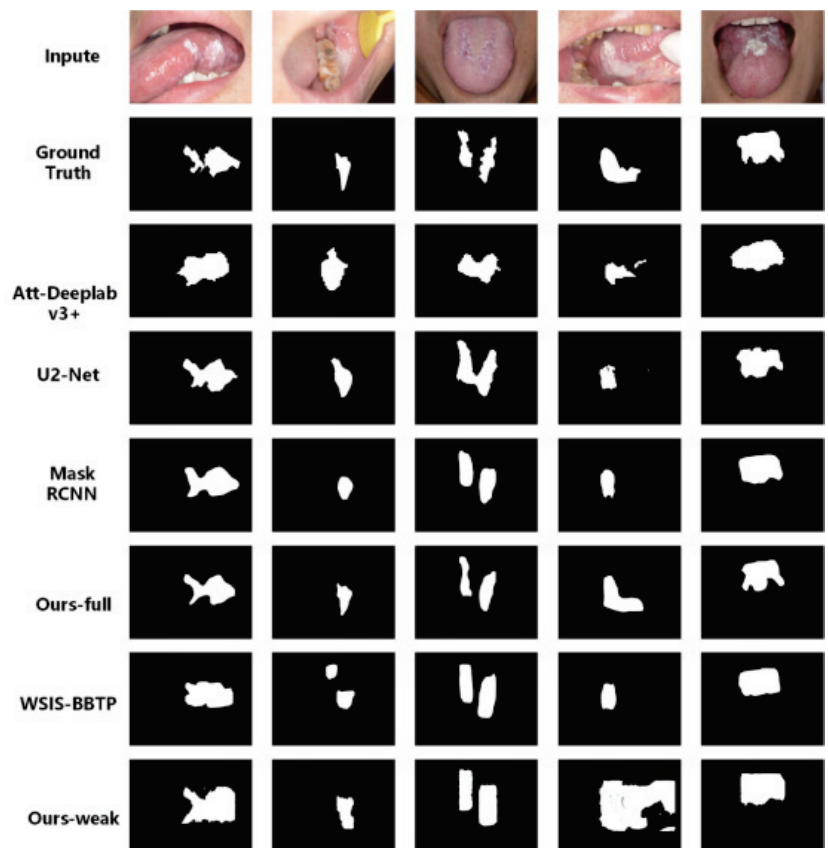 Inpute
Ground
Truth
Att-Deeplab
v3+
U2-Net
Mask
RCNN
Ours-full
WSIS-BBTP
Ours-weak